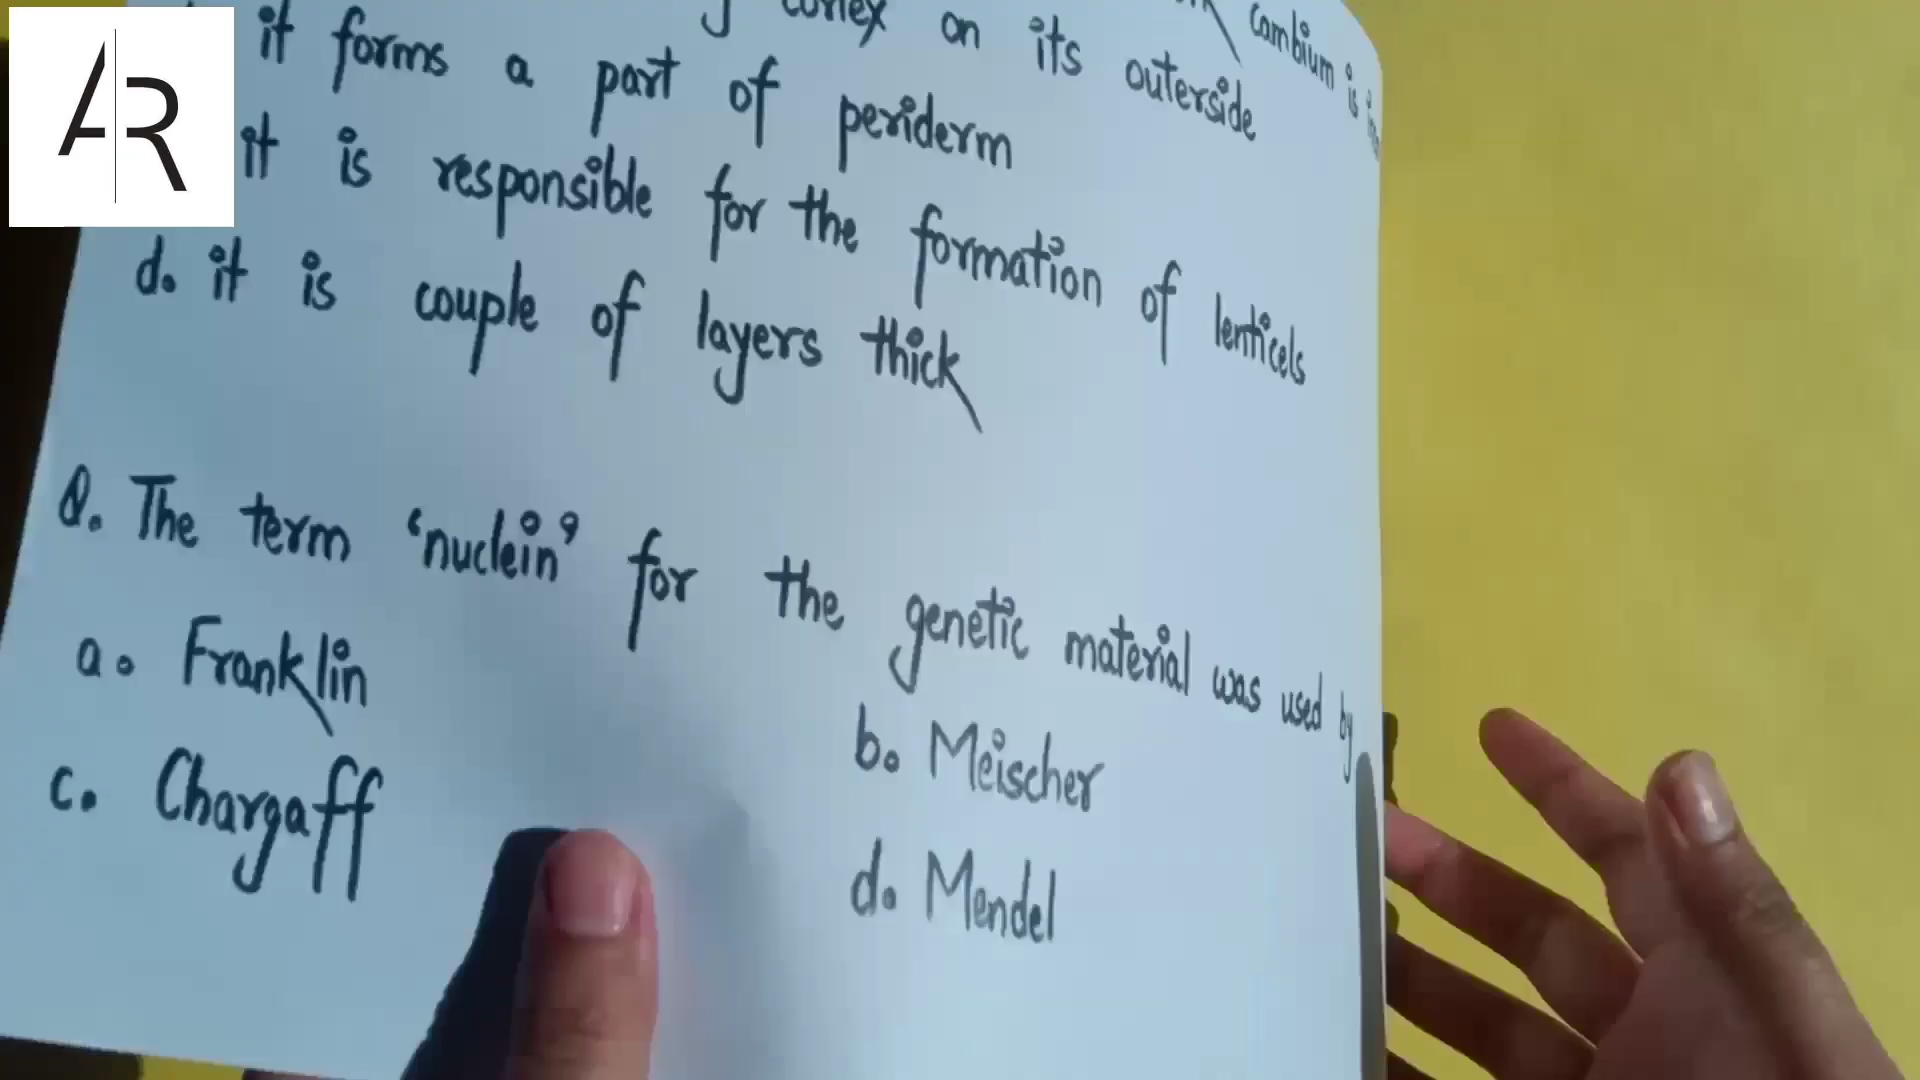 AR
cortex on its outerside
cambium is
it forms a part of periderm
it is responsible for the formation of lenticels
d. it is couple of layers thick
Q. The term 'nuclein' for the genetic material was used by
a. Franklin
b. Meischer
c. Chargaff
d. Mendel